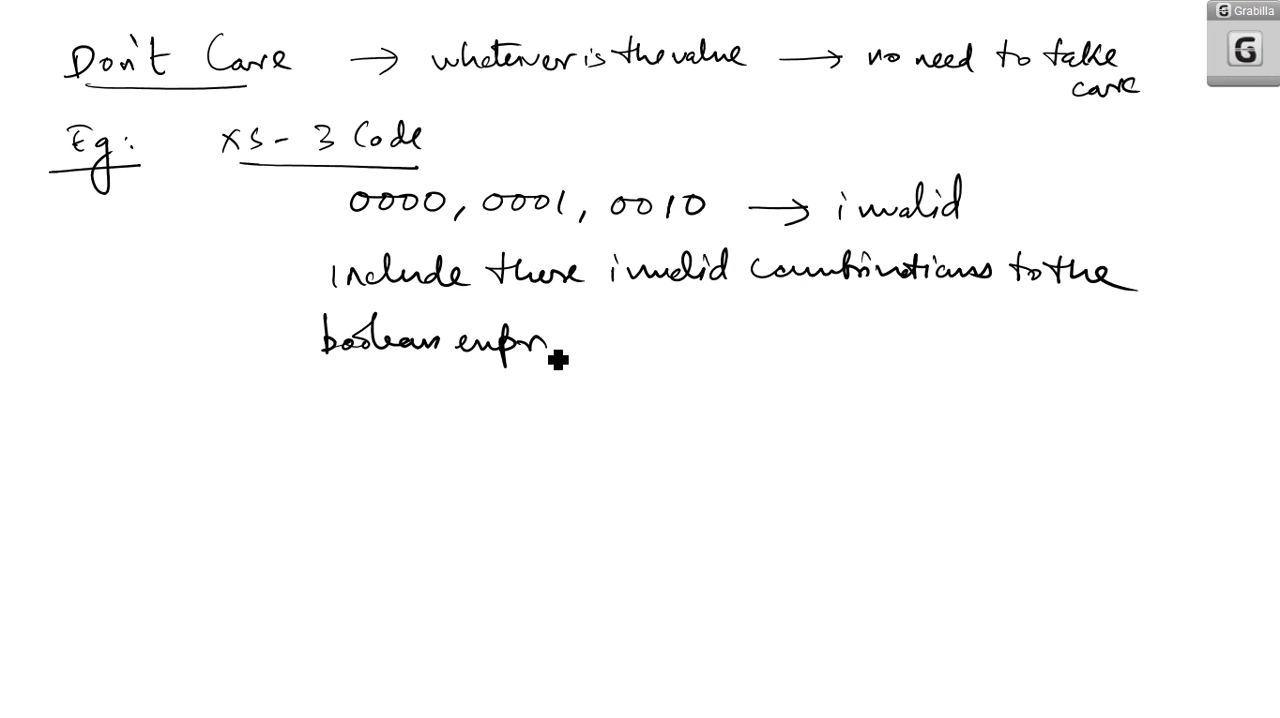 Don't Care → whatever is the value → no need to take
care
Eg: XS-3 Code
0000, 0001, 0010 → invalid
include these invalid combinations to the
boolean expr
Grabilla
G